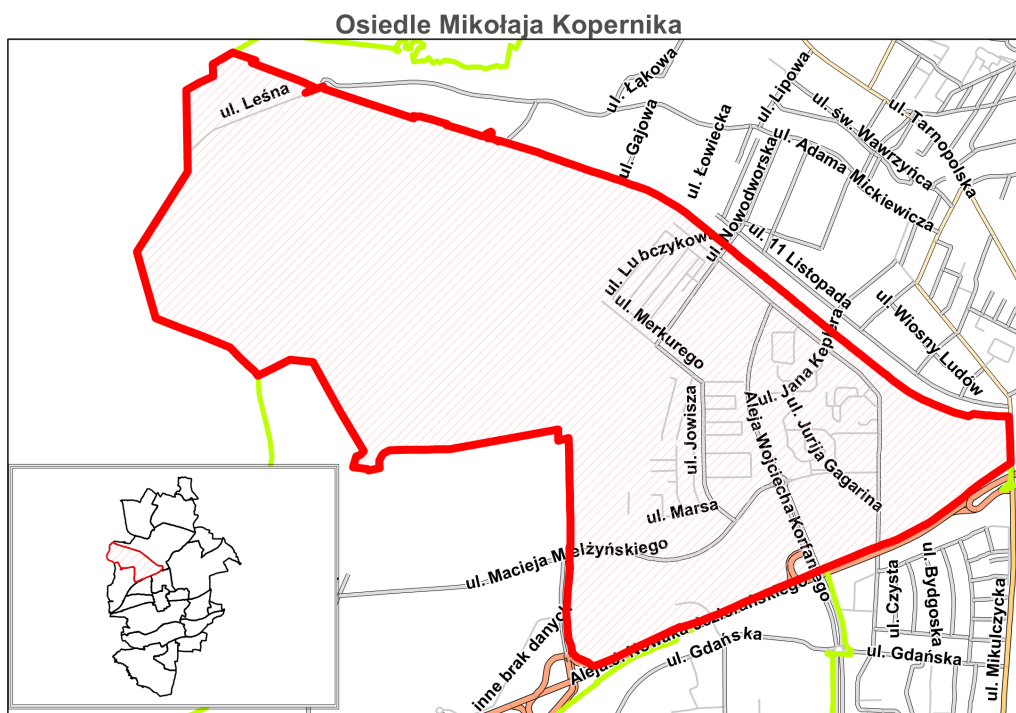 Osiedle Mikołaja Kopernika
ul. Leśna
ul. Łąkowa
ul. Lipowa
ul. Gajowa
ul. Łowiecka
ul. św. Wawrzyńca
ul. Tarnopolska
ul. Adama Mickiewicza
ul. Nowodworska
ul. Lubczykowa
ul. 11 Listopada
ul. Merkurego
ul. Wiosny Ludów
ul. Jana Keplera
ul. Jowisza
Aleja Wojciecha Korfantego
ul. Jurija Gagarina
ul. Marsa
ul. Macieja Mielżyńskiego
inne brak danych
Aleja J. Nowaka-Jeziorańskiego
ul. Gdańska
ul. Czysta
ul. Bydgoska
ul. Mikulczycka
ul. Gdańska